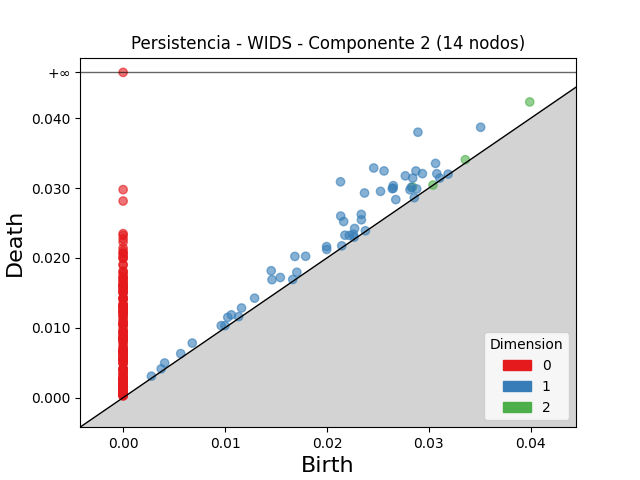 Persistencia - WIDS - Componente 2 (14 nodos)
+∞
0.040
0.030
0.020
0.010
0.000
Death
Dimension
0
1
2
0.00 0.01 0.02 0.03 0.04
Birth